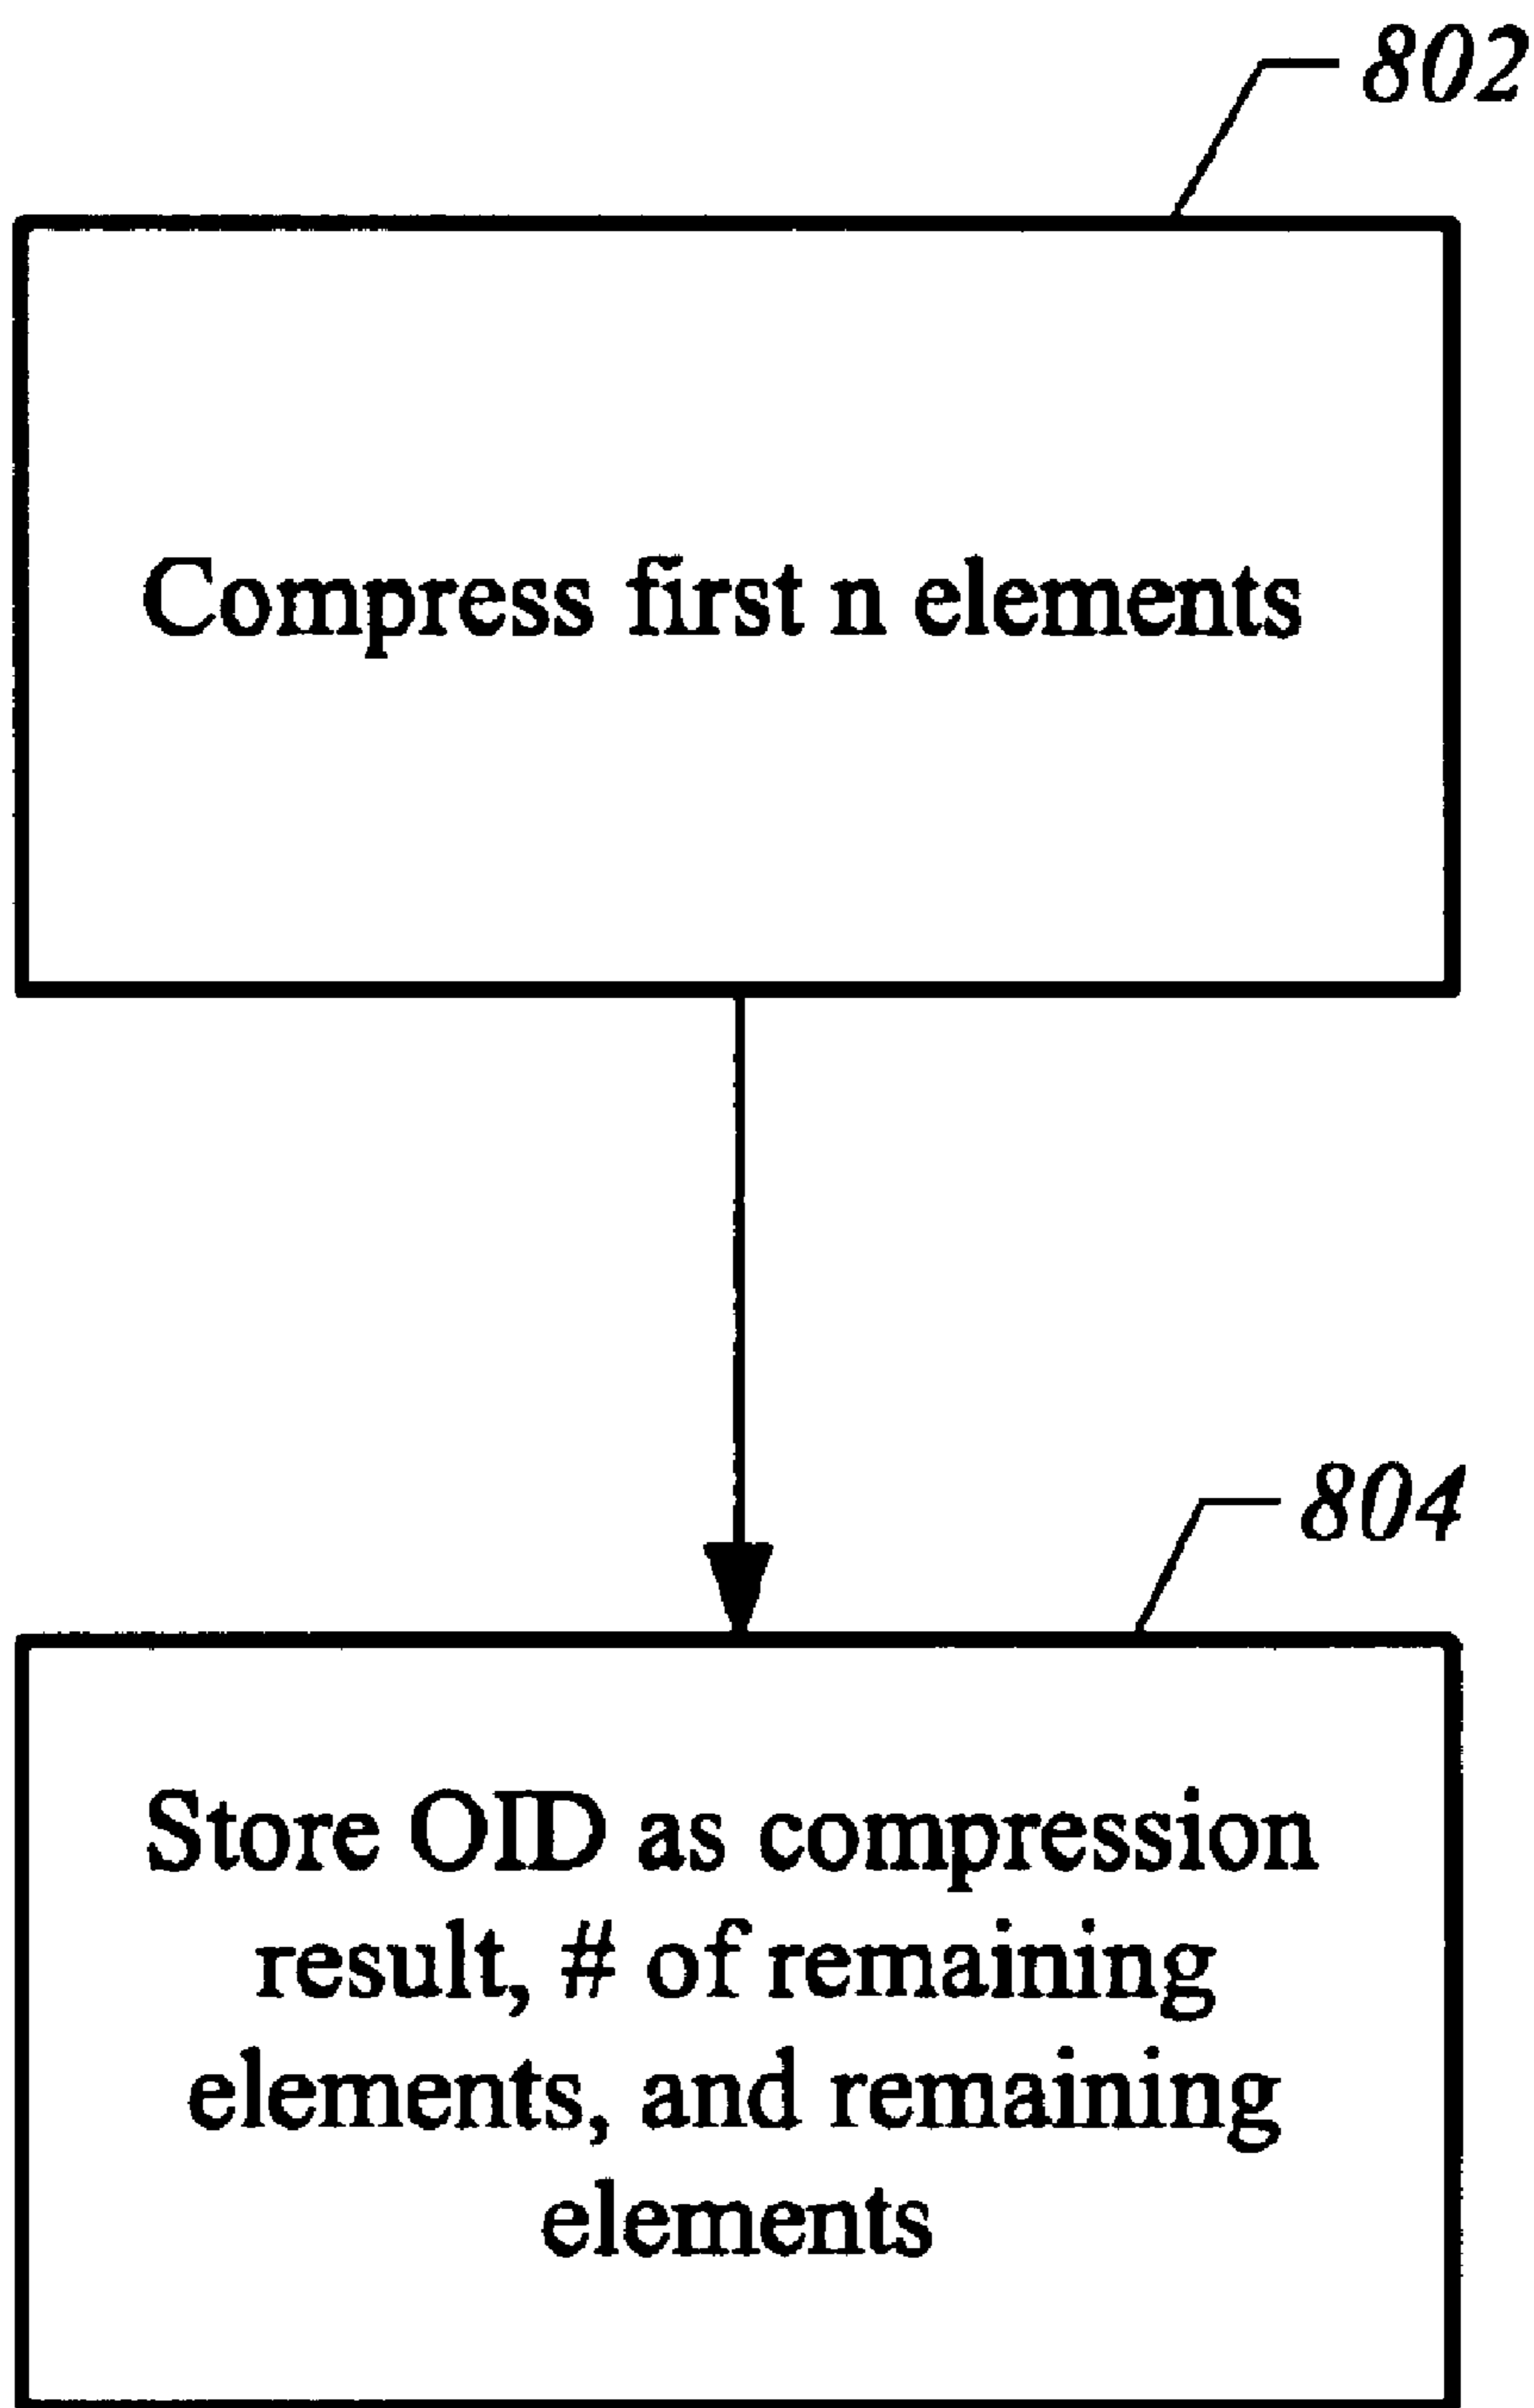 802
Compress first n elements
804
Store OID as compression
result, # of remaining
elements, and remaining
elements